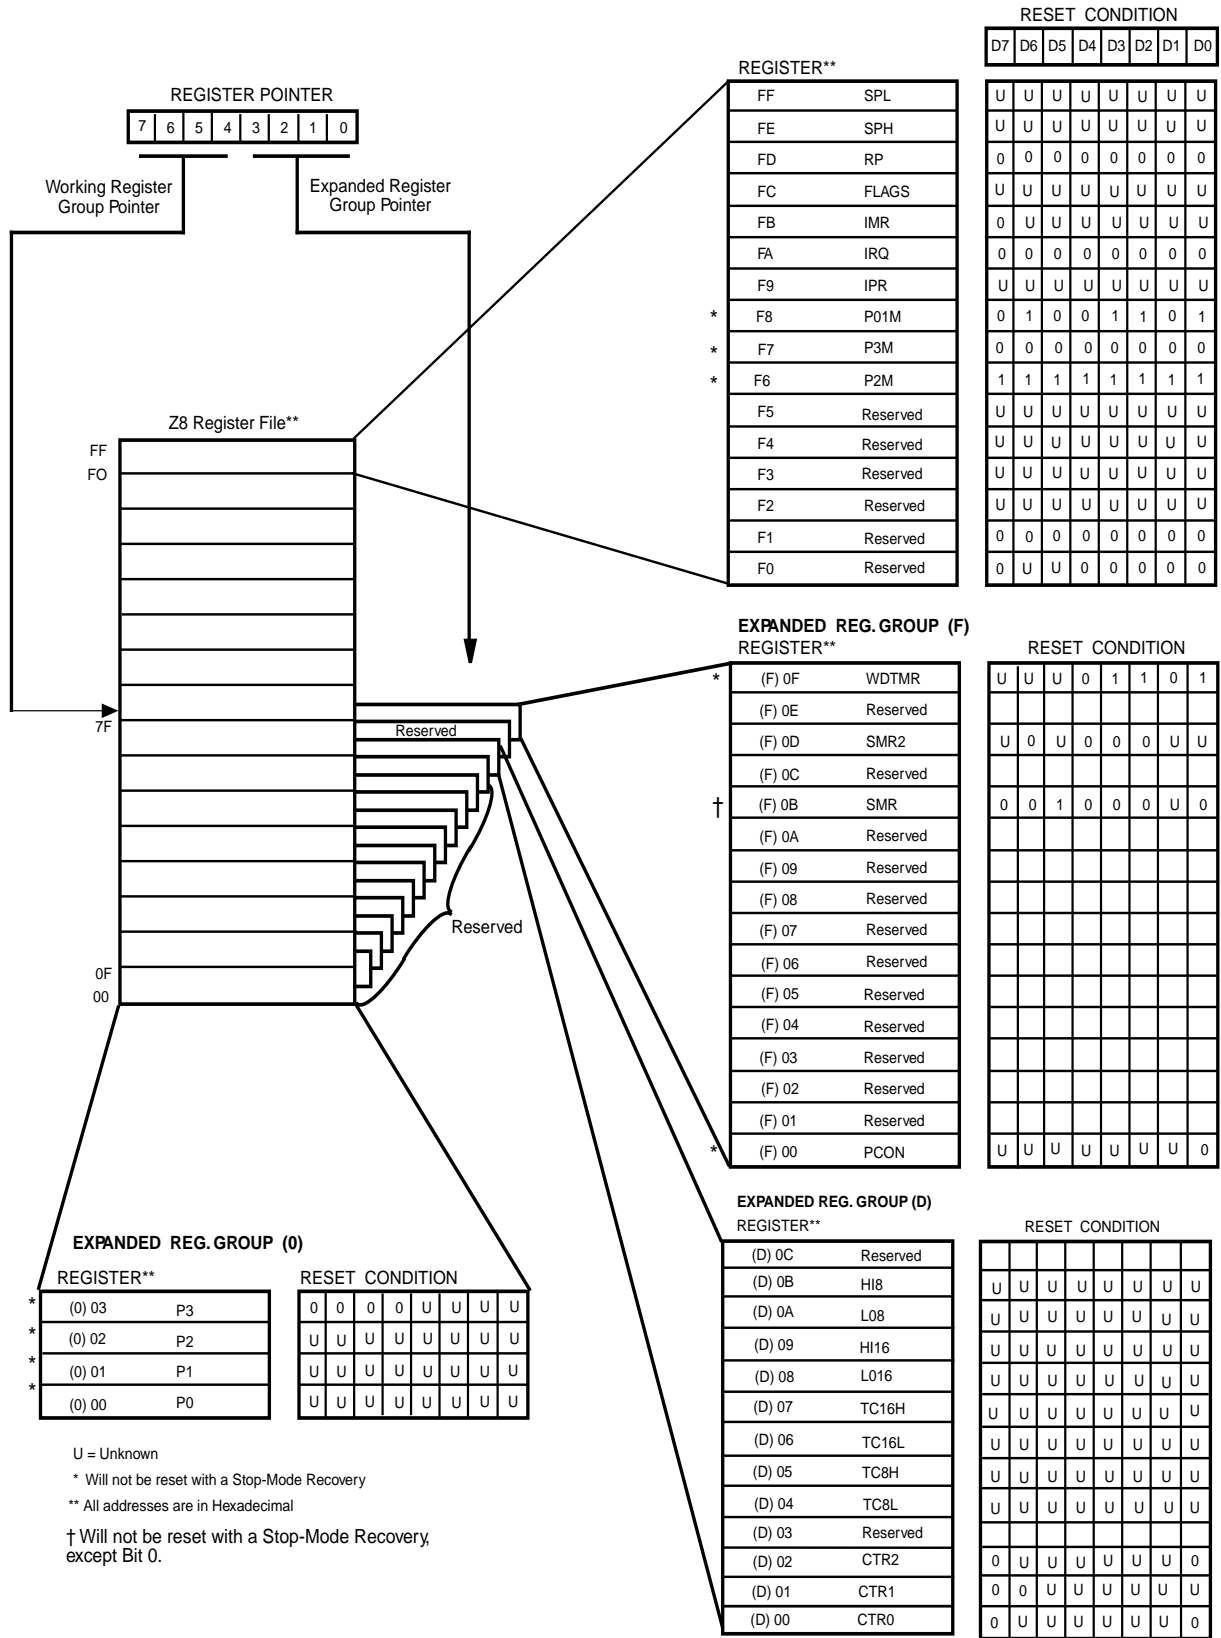 RESET CONDITION
D7 D6 D5 D4 D3 D2 D1 D0
REGISTER**
FF SPL U U U U U U U U
FE SPH U U U U U U U U
FD RP 0 0 0 0 0 0 0 0
FC FLAGS U U U U U U U U
FB IMR 0 U U U U U U U
FA IRQ 0 0 0 0 0 0 0 0
F9 IPR U U U U U U U U
* F8 P01M 0 1 0 0 1 1 0 1
* F7 P3M 0 0 0 0 0 0 0 0
* F6 P2M 1 1 1 1 1 1 1 1
F5 Reserved U U U U U U U U
F4 Reserved U U U U U U U U
F3 Reserved U U U U U U U U
F2 Reserved U U U U U U U U
F1 Reserved 0 0 0 0 0 0 0 0
F0 Reserved 0 U U 0 0 0 0 0
REGISTER POINTER
7 6 5 4 3 2 1 0
Working Register
Group Pointer
Expanded Register
Group Pointer
Z8 Register File**
FF
FO
7F
Reserved
Reserved
0F
00
EXPANDED REG. GROUP (F)
REGISTER** RESET CONDITION
* (F) 0F WDTMR U U U 0 1 1 0 1
(F) 0E Reserved
(F) 0D SMR2 U 0 U 0 0 0 U U
(F) 0C Reserved
† (F) 0B SMR 0 0 1 0 0 0 U 0
(F) 0A Reserved
(F) 09 Reserved
(F) 08 Reserved
(F) 07 Reserved
(F) 06 Reserved
(F) 05 Reserved
(F) 04 Reserved
(F) 03 Reserved
(F) 02 Reserved
(F) 01 Reserved
* (F) 00 PCON U U U U U U U 0
EXPANDED REG. GROUP (D)
REGISTER** RESET CONDITION
(D) 0C Reserved
(D) 0B HI8 U U U U U U U U
(D) 0A L08 U U U U U U U U
(D) 09 HI16 U U U U U U U U
(D) 08 L016 U U U U U U U U
(D) 07 TC16H U U U U U U U U
(D) 06 TC16L U U U U U U U U
(D) 05 TC8H U U U U U U U U
(D) 04 TC8L U U U U U U U U
(D) 03 Reserved
(D) 02 CTR2 0 U U U U U U 0
(D) 01 CTR1 0 0 U U U U U U
(D) 00 CTR0 0 U U U U U U 0
EXPANDED REG. GROUP (0)
REGISTER** RESET CONDITION
* (0) 03 P3 0 0 0 0 U U U U
* (0) 02 P2 U U U U U U U U
* (0) 01 P1 U U U U U U U U
* (0) 00 P0 U U U U U U U U
U = Unknown
* Will not be reset with a Stop-Mode Recovery
** All addresses are in Hexadecimal
† Will not be reset with a Stop-Mode Recovery,
except Bit 0.